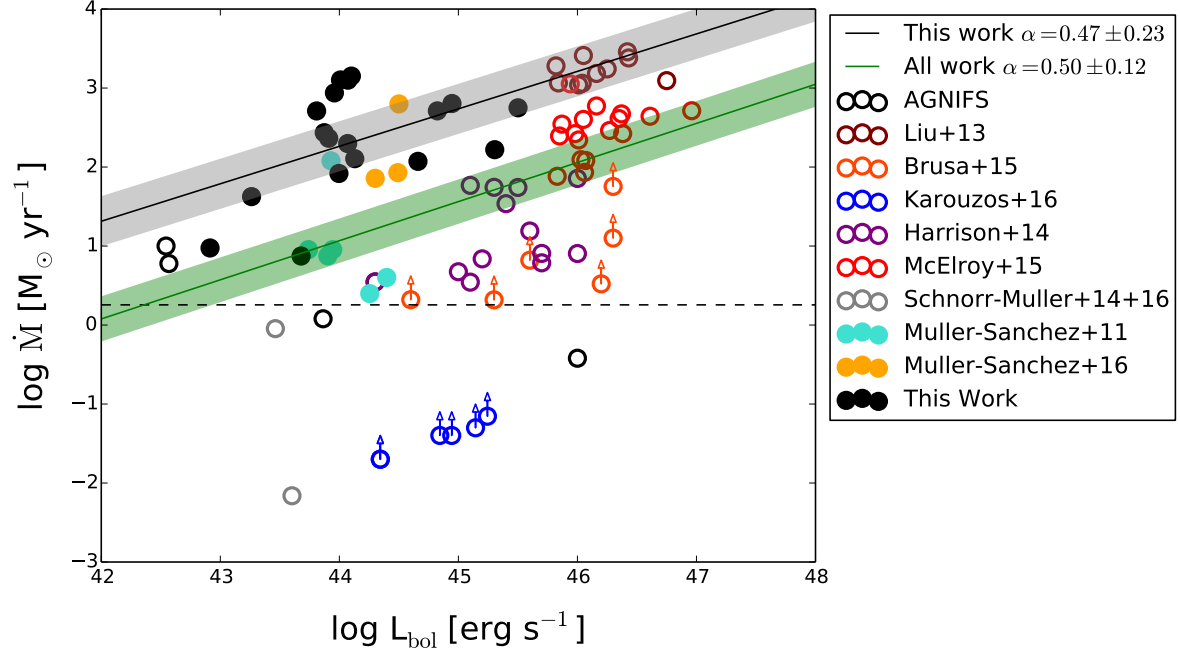 4
3
2
1
0
−1
−2
−3
42 43 44 45 46 47 48
log Ṁ [M⊙ yr⁻¹]
log L_bol [erg s⁻¹]
This work α=0.47±0.23
All work α=0.50±0.12
AGNIFS
Liu+13
Brusa+15
Karouzos+16
Harrison+14
McElroy+15
Schnorr-Muller+14+16
Muller-Sanchez+11
Muller-Sanchez+16
This Work